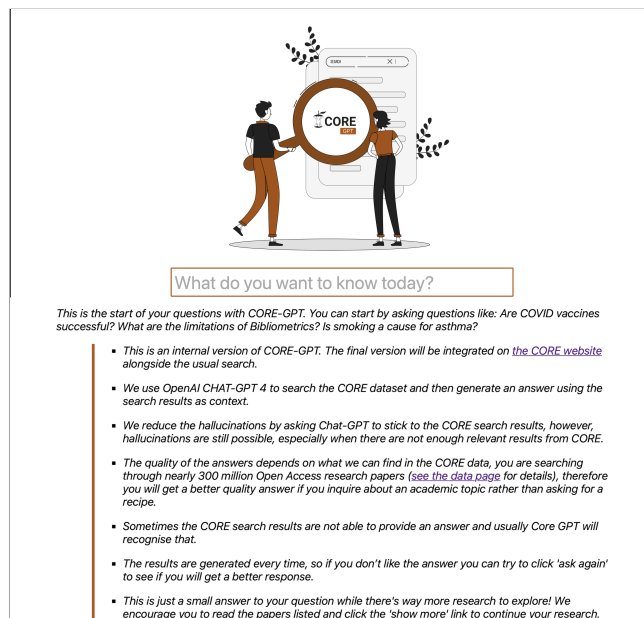 CORE
GPT
What do you want to know today?
This is the start of your questions with CORE-GPT. You can start by asking questions like: Are COVID vaccines
successful? What are the limitations of Bibliometrics? Is smoking a cause for asthma?
▪ This is an internal version of CORE-GPT. The final version will be integrated on the CORE website
alongside the usual search.
▪ We use OpenAI CHAT-GPT 4 to search the CORE dataset and then generate an answer using the
search results as context.
▪ We reduce the hallucinations by asking Chat-GPT to stick to the CORE search results, however,
hallucinations are still possible, especially when there are not enough relevant results from CORE.
▪ The quality of the answers depends on what we can find in the CORE data, you are searching
through nearly 300 million Open Access research papers (see the data page for details), therefore
you will get a better quality answer if you inquire about an academic topic rather than asking for a
recipe.
▪ Sometimes the CORE search results are not able to provide an answer and usually Core GPT will
recognise that.
▪ The results are generated every time, so if you don't like the answer you can try to click 'ask again'
to see if you will get a better response.
▪ This is just a small answer to your question while there's way more research to explore! We
encourage you to read the papers listed and click the 'show more' link to continue your research.